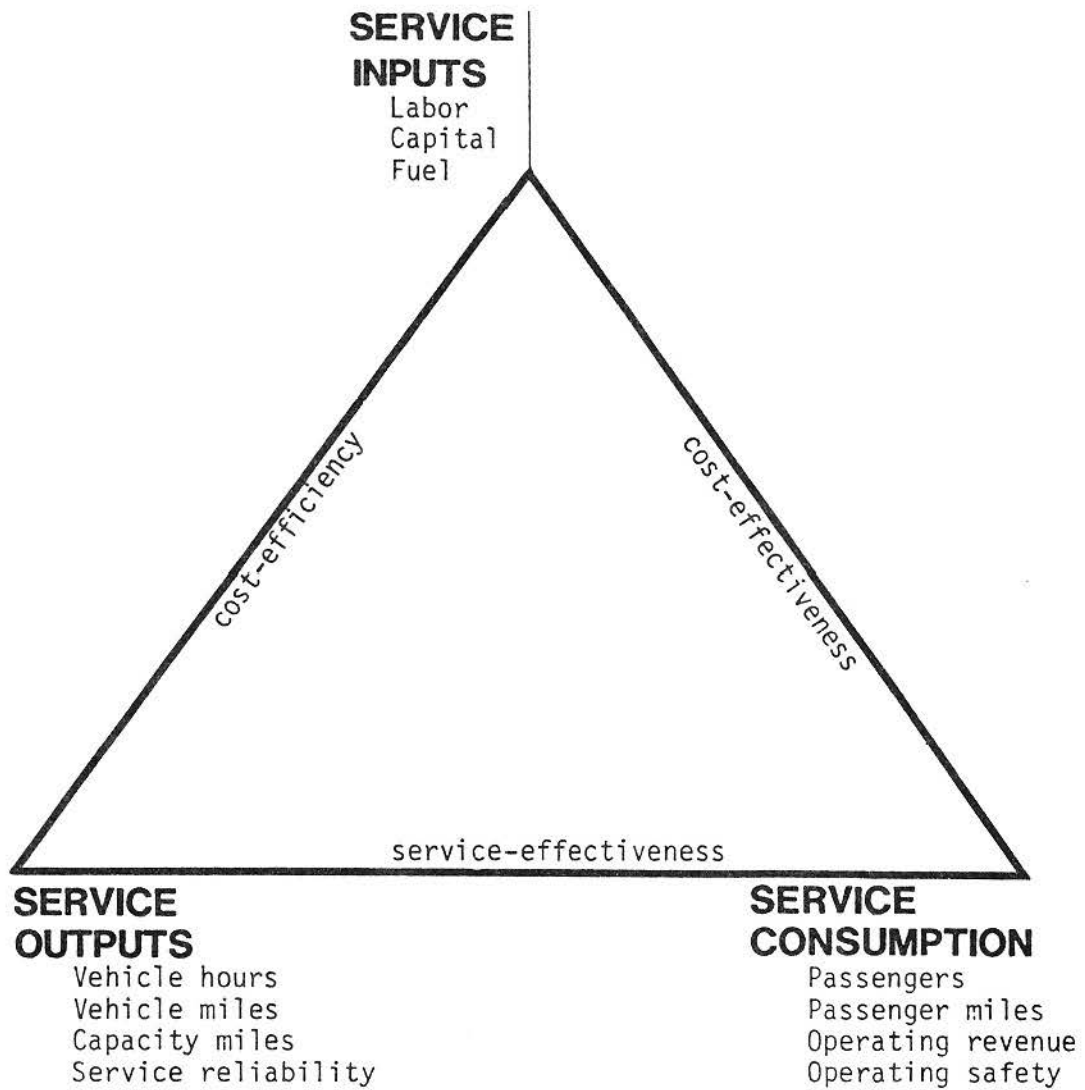 SERVICE
INPUTS
Labor
Capital
Fuel
cost-efficiency
cost-effectiveness
service-effectiveness
SERVICE
OUTPUTS
Vehicle hours
Vehicle miles
Capacity miles
Service reliability
SERVICE
CONSUMPTION
Passengers
Passenger miles
Operating revenue
Operating safety